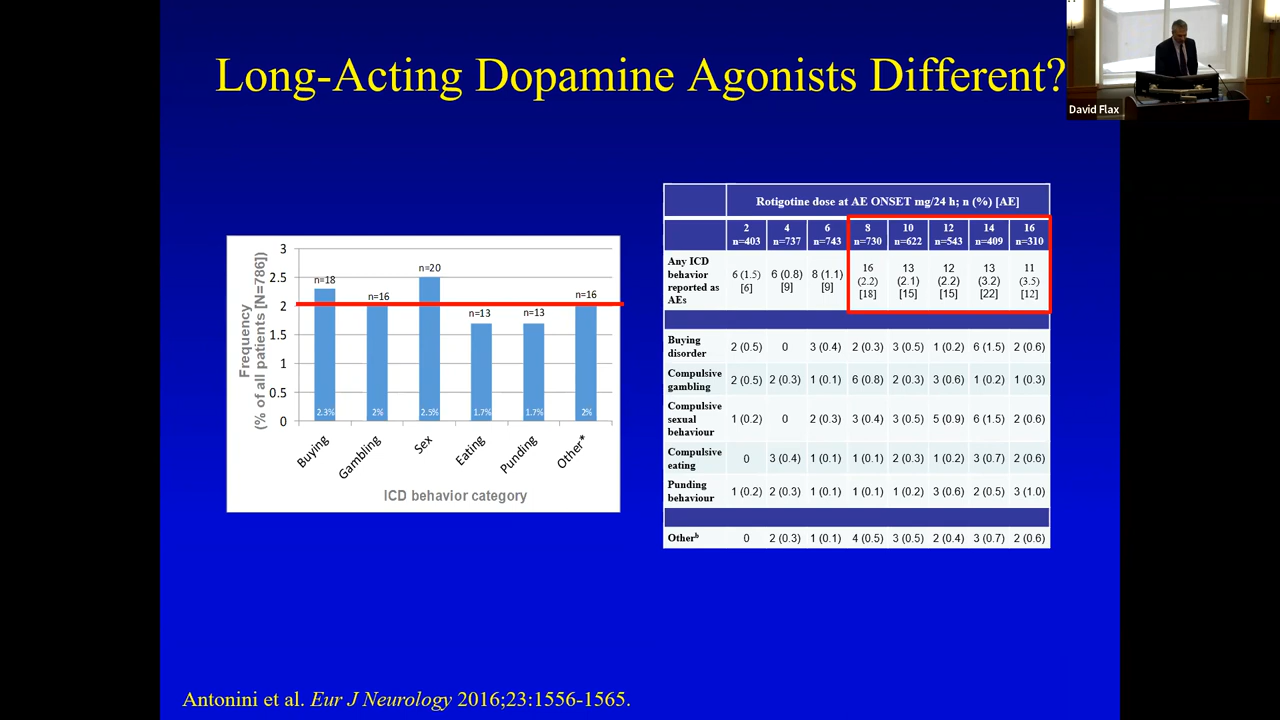 Long-Acting Dopamine Agonists Different?
David Flax
Frequency
(% of all patients [N=786])
3
2.5
2
1.5
1
0.5
0
n=18
n=16
n=20
n=13
n=13
n=16
2.3%
2%
2.5%
1.7%
1.7%
2%
Buying
Gambling
Sex
Eating
Punding
Other*
ICD behavior category
Rotigotine dose at AE ONSET mg/24 h; n (%) [AE]
2 4 6 8 10 12 14 16
n=403 n=737 n=743 n=730 n=622 n=543 n=409 n=310
Any ICD
behavior
reported as
AEs
6 (1.5)
[6]
6 (0.8)
[9]
8 (1.1)
[9]
16
(2.2)
[18]
13
(2.1)
[15]
12
(2.2)
[15]
13
(3.2)
[22]
11
(3.5)
[12]
Buying
disorder
2 (0.5) 0 3 (0.4) 2 (0.3) 3 (0.5) 1 (0.2) 6 (1.5) 2 (0.6)
Compulsive
gambling
2 (0.5) 2 (0.3) 1 (0.1) 6 (0.8) 2 (0.3) 3 (0.6) 1 (0.2) 1 (0.3)
Compulsive
sexual
behaviour
1 (0.2) 0 2 (0.3) 3 (0.4) 3 (0.5) 5 (0.9) 6 (1.5) 2 (0.6)
Compulsive
eating
0 3 (0.4) 1 (0.1) 1 (0.1) 2 (0.3) 1 (0.2) 3 (0.7) 2 (0.6)
Punding
behaviour
1 (0.2) 2 (0.3) 1 (0.1) 1 (0.1) 1 (0.2) 3 (0.6) 2 (0.5) 3 (1.0)
Otherᵇ 0 2 (0.3) 1 (0.1) 4 (0.5) 3 (0.5) 2 (0.4) 3 (0.7) 2 (0.6)
Antonini et al. Eur J Neurology 2016;23:1556-1565.